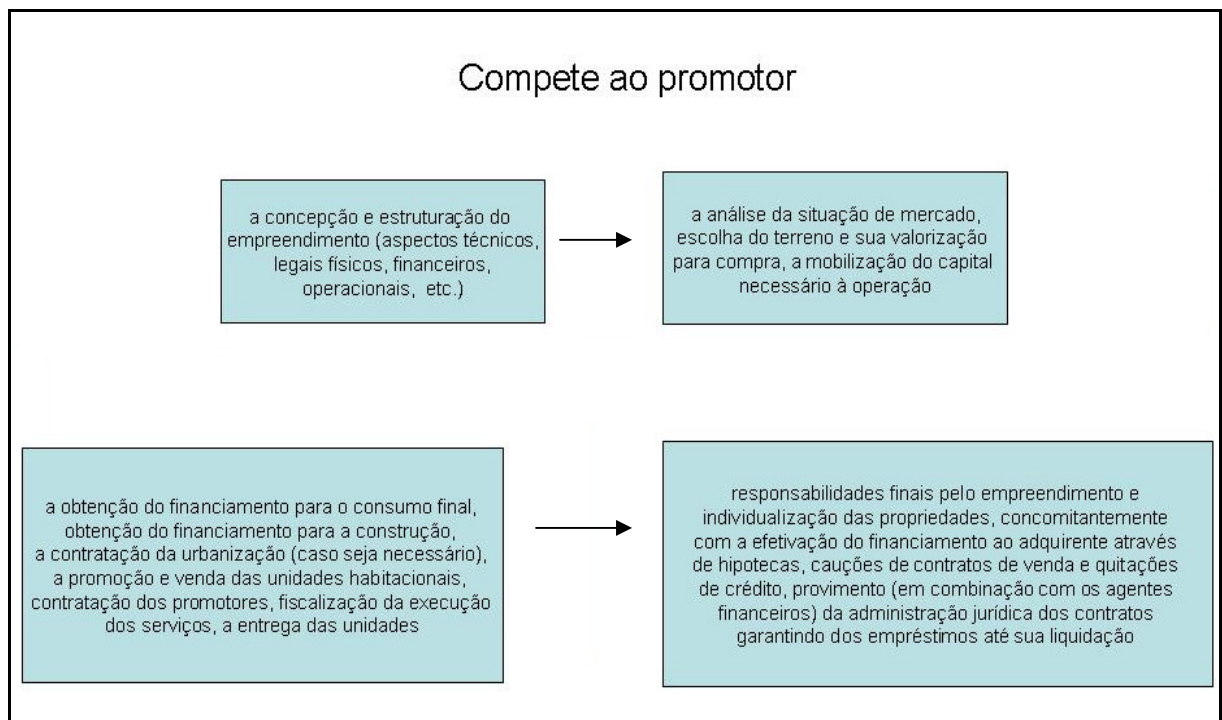 Compete ao promotor
a concepção e estruturação do
empreendimento (aspectos técnicos,
legais físicos, financeiros,
operacionais, etc.)
a análise da situação de mercado,
escolha do terreno e sua valorização
para compra, a mobilização do capital
necessário à operação
a obtenção do financiamento para o consumo final,
obtenção do financiamento para a construção,
a contratação da urbanização (caso seja necessário),
a promoção e venda das unidades habitacionais,
contratação dos promotores, fiscalização da execução
dos serviços, a entrega das unidades
responsabilidades finais pelo empreendimento e
individualização das propriedades, concomitantemente
com a efetivação do financiamento ao adquirente através
de hipotecas, cauções de contratos de venda e quitações
de crédito, provimento (em combinação com os agentes
financeiros) da administração jurídica dos contratos
garantindo dos empréstimos até sua liquidação